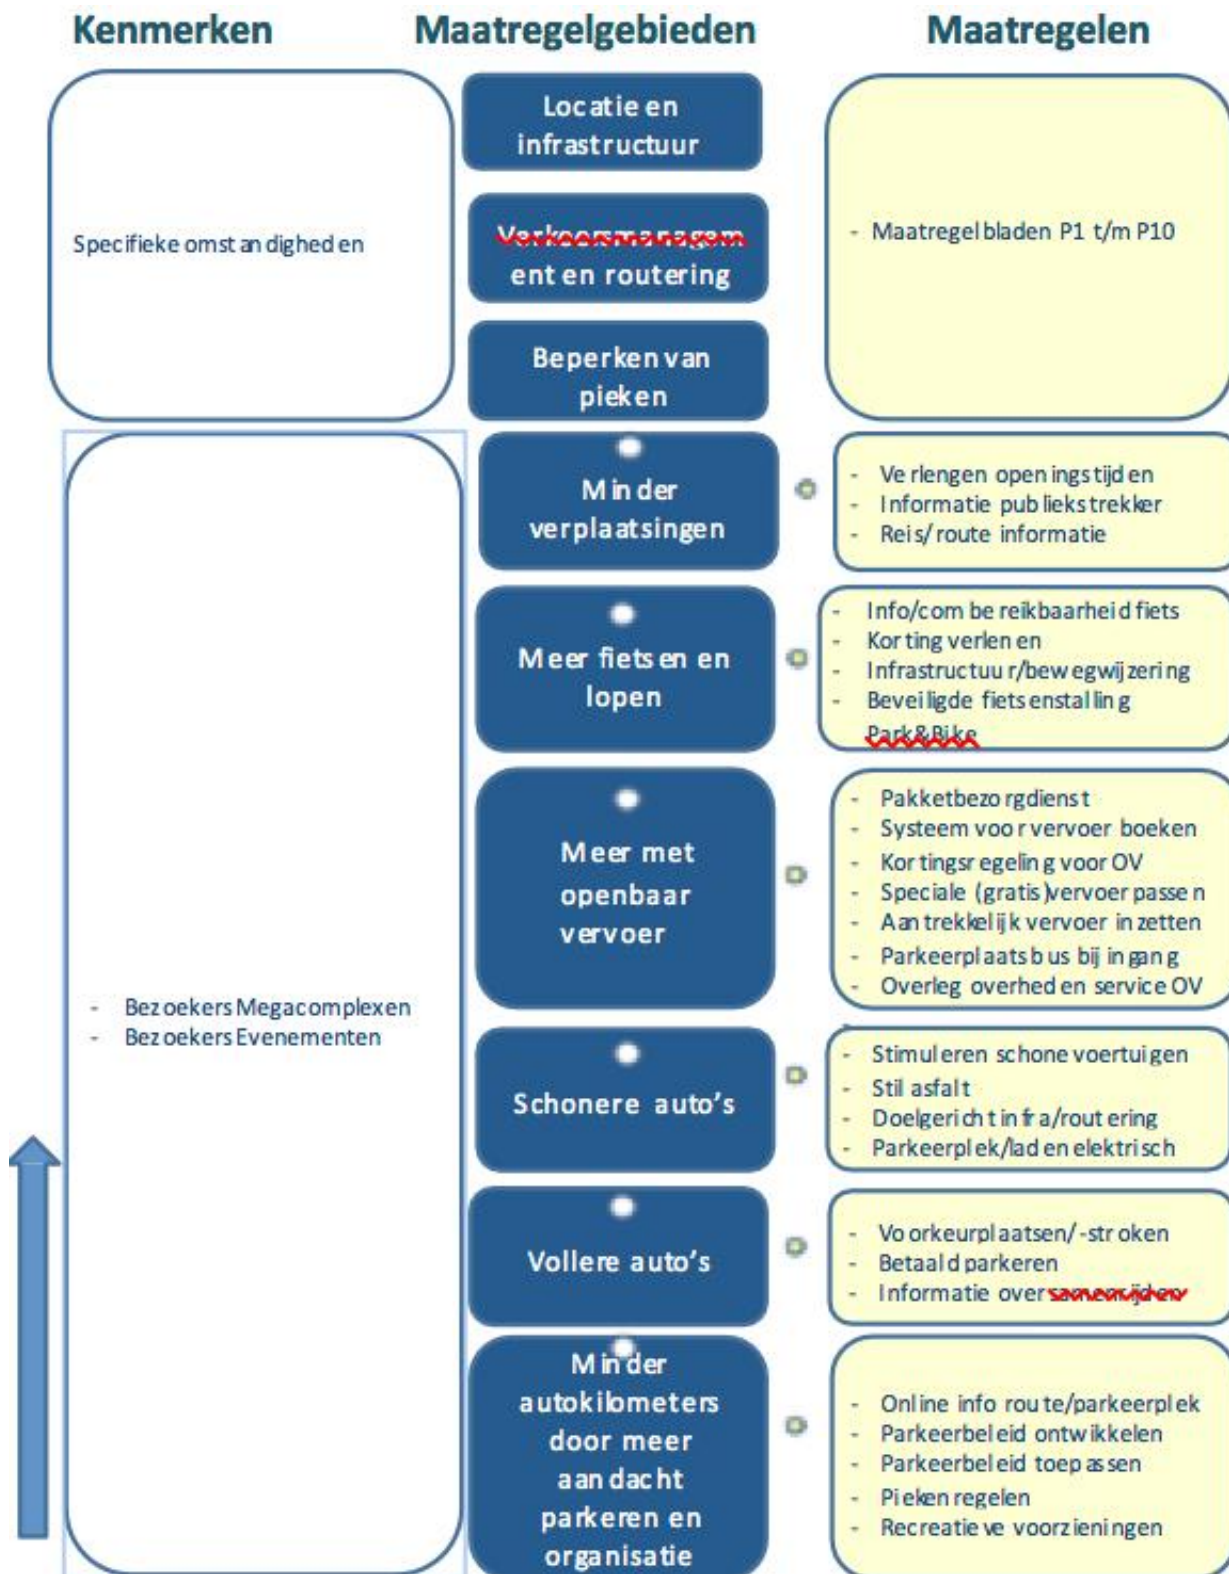 Kenmerken
Maatregelgebieden
Maatregelen
Specifieke omstandigheden
Locatie en
infrastructuur
Verkeersmanagem
ent en routering
Beperken van
pieken
- Maatregelbladen P1 t/m P10
- Bezoekers Megacomplexen
- Bezoekers Evenementen
Minder
verplaatsingen
- Verlengen openingstijden
- Informatie publiekstrekker
- Reis/route informatie
Meer fietsen en
lopen
- Info/com bereikbaarheid fiets
- Korting verlenen
- Infrastructuur/bewegwijzering
- Beveiligde fietsenstalling
Park&Bike
Meer met
openbaar
vervoer
- Pakketbezorgdienst
- Systeem voor vervoer boeken
- Kortingsregeling voor OV
- Speciale (gratis)vervoerpassen
- Aantrekkelijk vervoer inzetten
- Parkeerplaatsbus bij ingang
- Overleg overheden service OV
Schonere auto's
- Stimuleren schone voertuigen
- Stil asfalt
- Doelgericht infra/routering
- Parkeerplek/laden elektrisch
Vollere auto's
- Voorkeurplaatsen/-stroken
- Betaald parkeren
- Informatie over samenrijden
Minder
autokilometers
door meer
aandacht
parkeren en
organisatie
- Online info route/parkeerplek
- Parkeerbeleid ontwikkelen
- Parkeerbeleid toepassen
- Pieken regelen
- Recreatieve voorzieningen